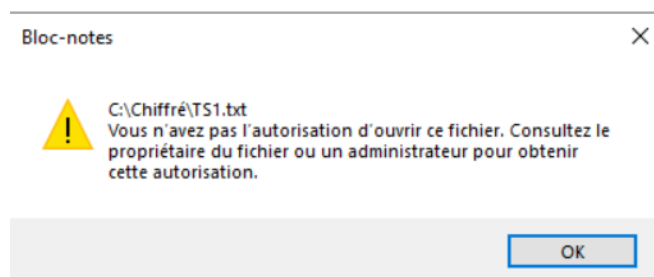 Bloc-notes
C:\Chiffré\TS1.txt
Vous n'avez pas l'autorisation d'ouvrir ce fichier. Consultez le
propriétaire du fichier ou un administrateur pour obtenir
cette autorisation.
OK